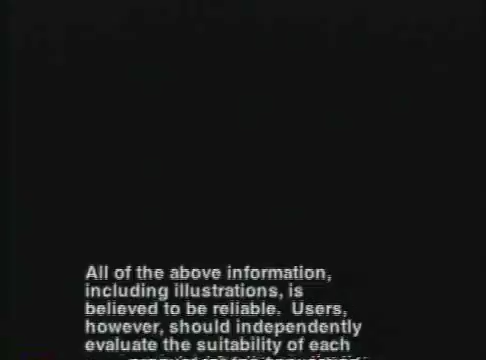 All of the above information,
including illustrations, is
believed to be reliable.  Users,
however, should independently
evaluate the suitability of each